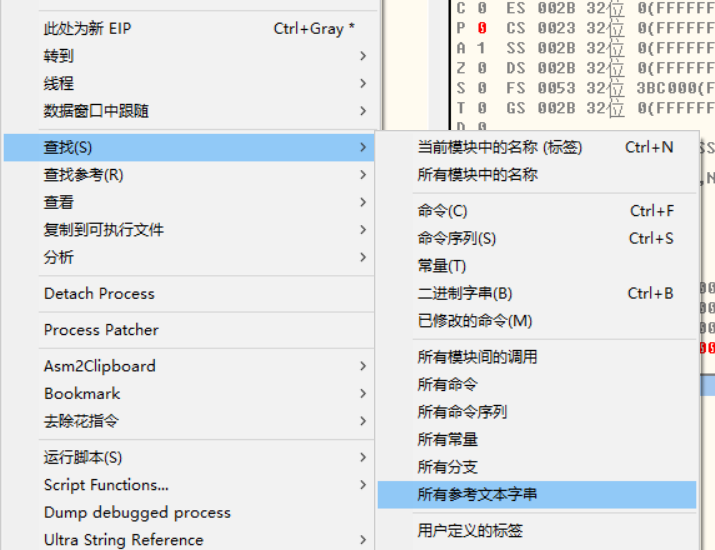 此处为新 EIP Ctrl+Gray *
转到
线程
数据窗口中跟随
查找(S)
查找参考(R)
查看
复制到可执行文件
分析
Detach Process
Process Patcher
Asm2Clipboard
Bookmark
去除花指令
运行脚本(S)
Script Functions...
Dump debugged process
Ultra String Reference
当前模块中的名称 (标签) Ctrl+N
所有模块中的名称
命令(C) Ctrl+F
命令序列(S) Ctrl+S
常量(T)
二进制字串(B) Ctrl+B
已修改的命令(M)
所有模块间的调用
所有命令
所有命令序列
所有常量
所有分支
所有参考文本字串
用户定义的标签
C 0 ES 002B 32位 0(FFFFFF
P 0 CS 0023 32位 0(FFFFFF
A 1 SS 002B 32位 0(FFFFFF
Z 0 DS 002B 32位 0(FFFFFF
S 0 FS 0053 32位 3BC000(F
T 0 GS 002B 32位 0(FFFFFF
D 0